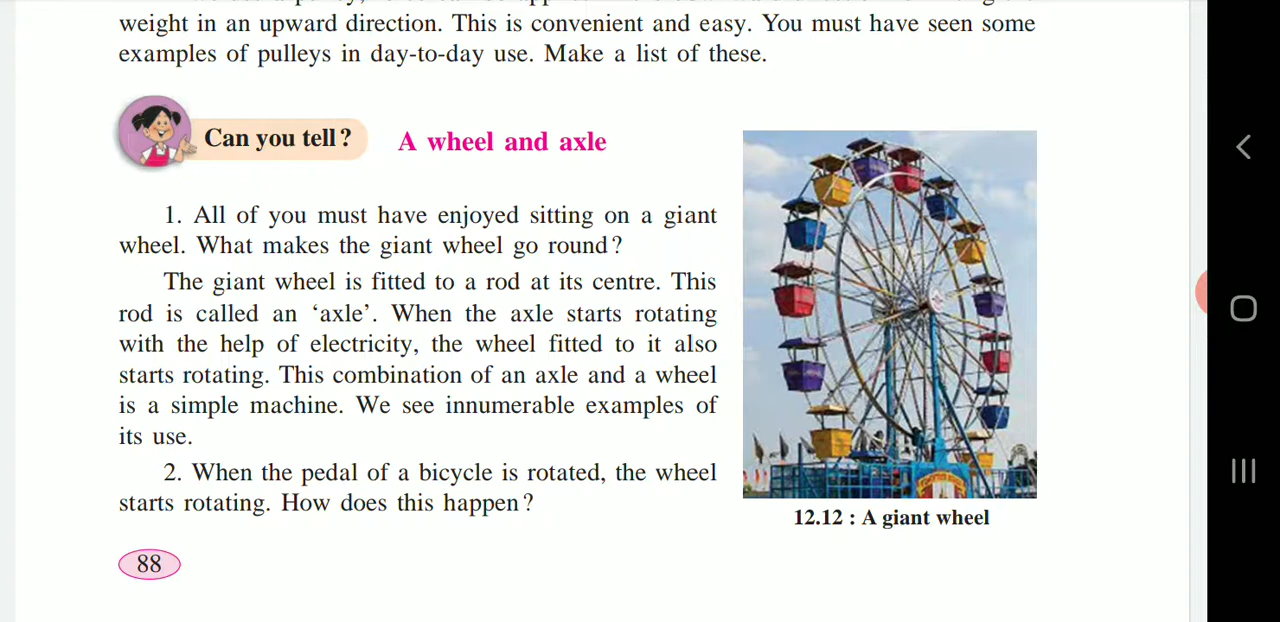 weight in an upward direction. This is convenient and easy. You must have seen some
examples of pulleys in day-to-day use. Make a list of these.
Can you tell?
A wheel and axle
1. All of you must have enjoyed sitting on a giant
wheel. What makes the giant wheel go round?
The giant wheel is fitted to a rod at its centre. This
rod is called an ‘axle’. When the axle starts rotating
with the help of electricity, the wheel fitted to it also
starts rotating. This combination of an axle and a wheel
is a simple machine. We see innumerable examples of
its use.
2. When the pedal of a bicycle is rotated, the wheel
starts rotating. How does this happen?
12.12 : A giant wheel
88